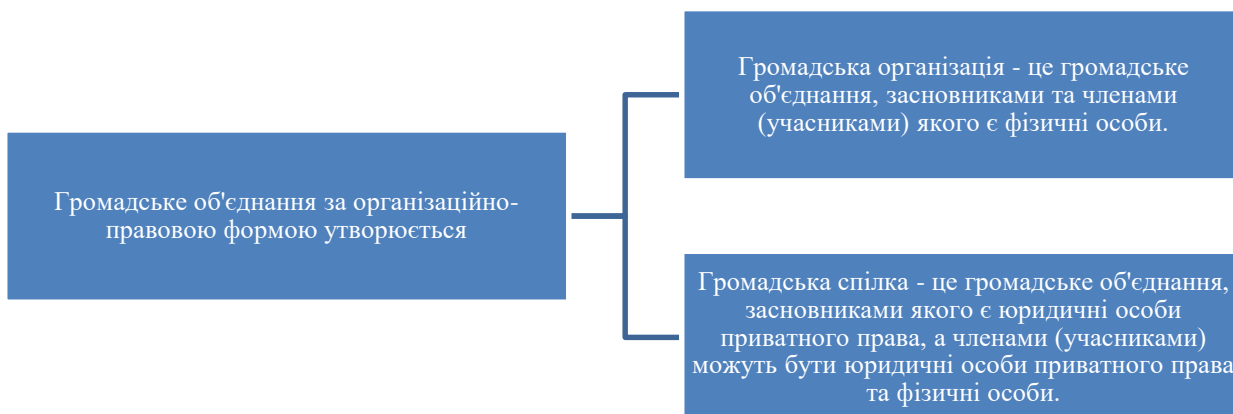 Громадське об'єднання за організаційно-
правовою формою утворюється
Громадська організація - це громадське
об'єднання, засновниками та членами
(учасниками) якого є фізичні особи.
Громадська спілка - це громадське об'єднання,
засновниками якого є юридичні особи
приватного права, а членами (учасниками)
можуть бути юридичні особи приватного права
та фізичні особи.